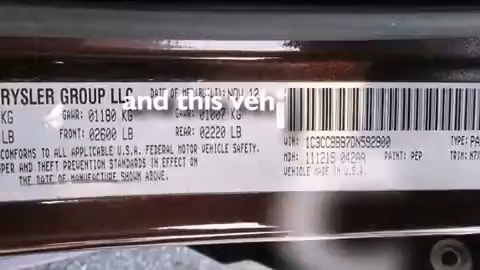 RYSLER GROUP LLC DATE OF MFR NOV 12
and this veh
KG GAWR: 01180 KG 01007 KG
LB FRONT: 02600 LB REAR: 02220 LB
CONFORMS TO ALL APPLICABLE U.S.A. FEDERAL MOTOR VEHICLE SAFETY,
PER AND THEFT PREVENTION STANDARDS IN EFFECT ON
THE DATE OF MANUFACTURE SHOWN ABOVE.
VIN: 1C3CCBBB7DN592900 TYPE: PA
MDH: 111215 042AA PAINT: PEP TRIM:
VEHICLE MADE IN U.S.A.